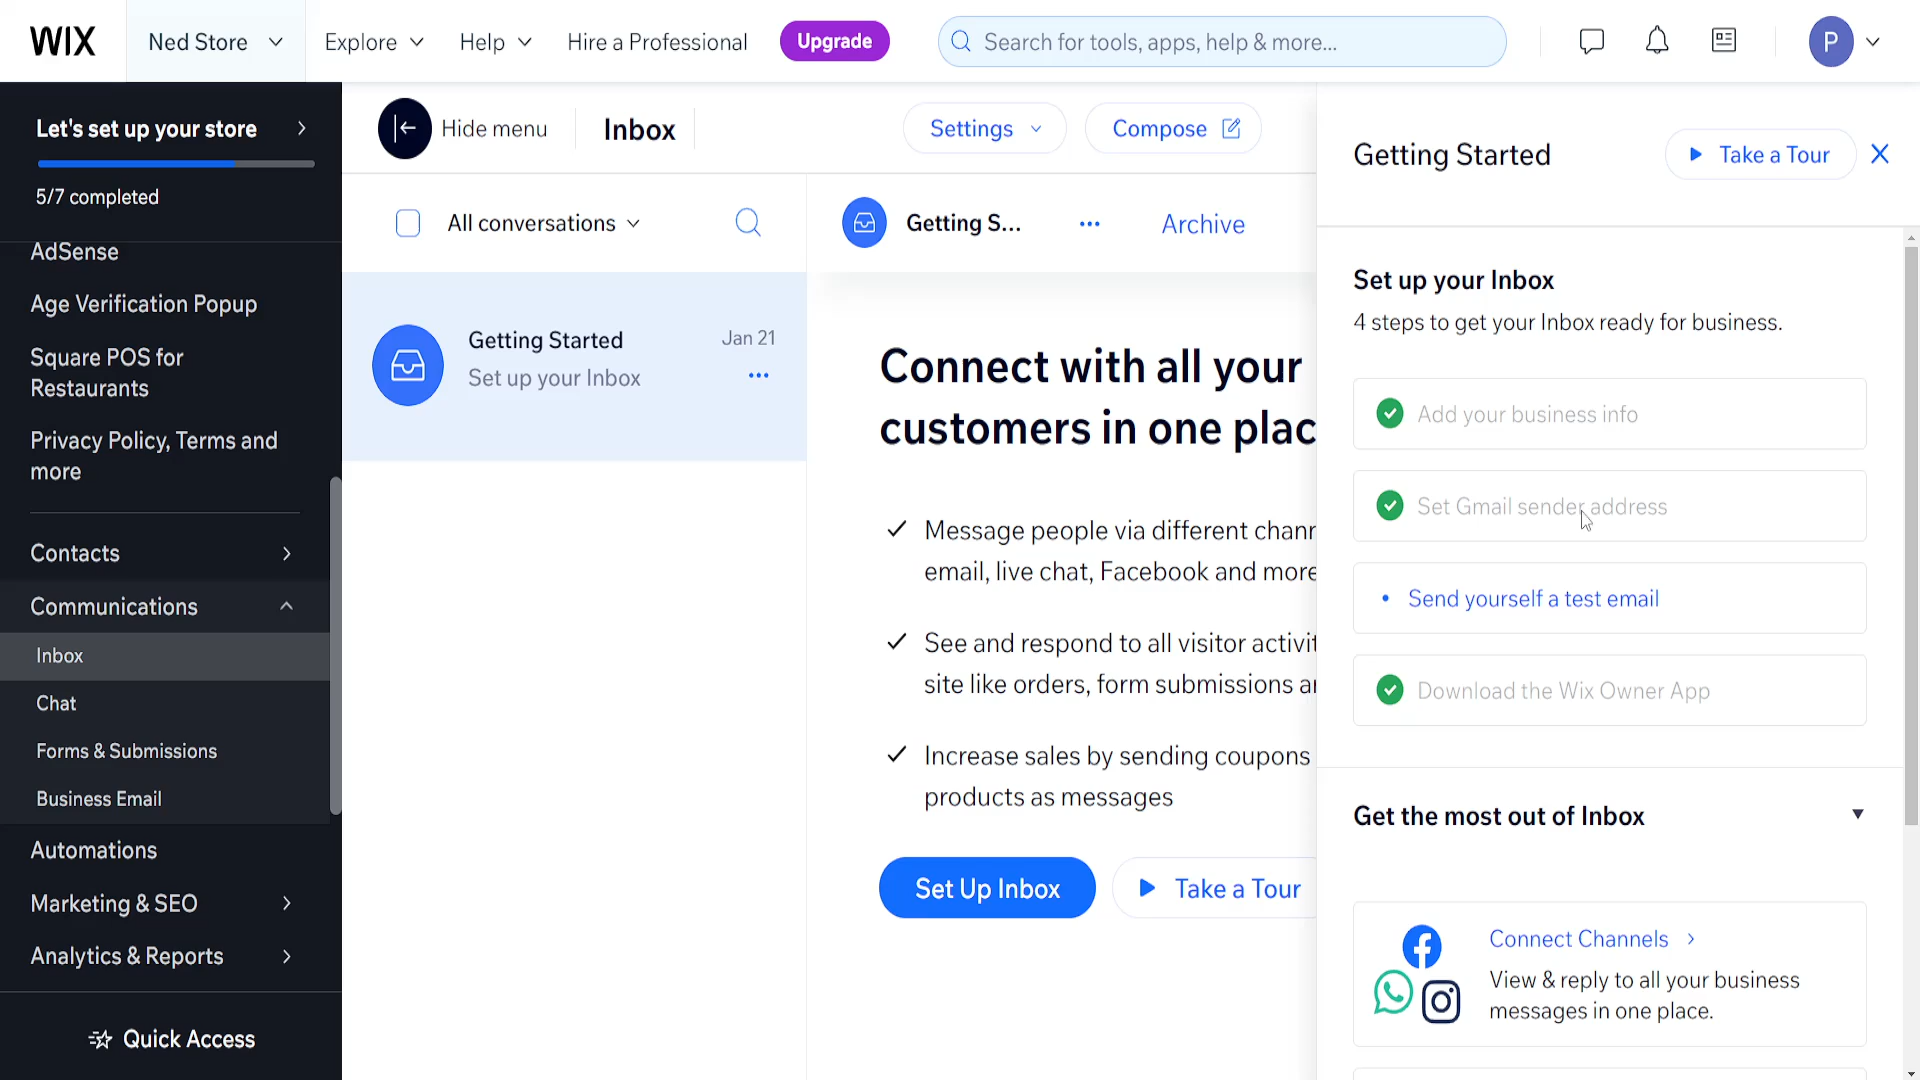 WIX
Ned Store
Explore
Help
Hire a Professional
Upgrade
Search for tools, apps, help & more...
P
Let's set up your store
5/7 completed
AdSense
Age Verification Popup
Square POS for
Restaurants
Privacy Policy, Terms and
more
Contacts
Communications
Inbox
Chat
Forms & Submissions
Business Email
Automations
Marketing & SEO
Analytics & Reports
Quick Access
Hide menu
Inbox
Settings
Compose
All conversations
Getting Started
Jan 21
Set up your Inbox
...
Getting S...
...
Archive
Connect with all your
customers in one plac
Message people via different chann
email, live chat, Facebook and more
See and respond to all visitor activit
site like orders, form submissions a
Increase sales by sending coupons
products as messages
Set Up Inbox
Take a Tour
Getting Started
Take a Tour
Set up your Inbox
4 steps to get your Inbox ready for business.
Add your business info
Set Gmail sender address
Send yourself a test email
Download the Wix Owner App
Get the most out of Inbox
Connect Channels
View & reply to all your business
messages in one place.